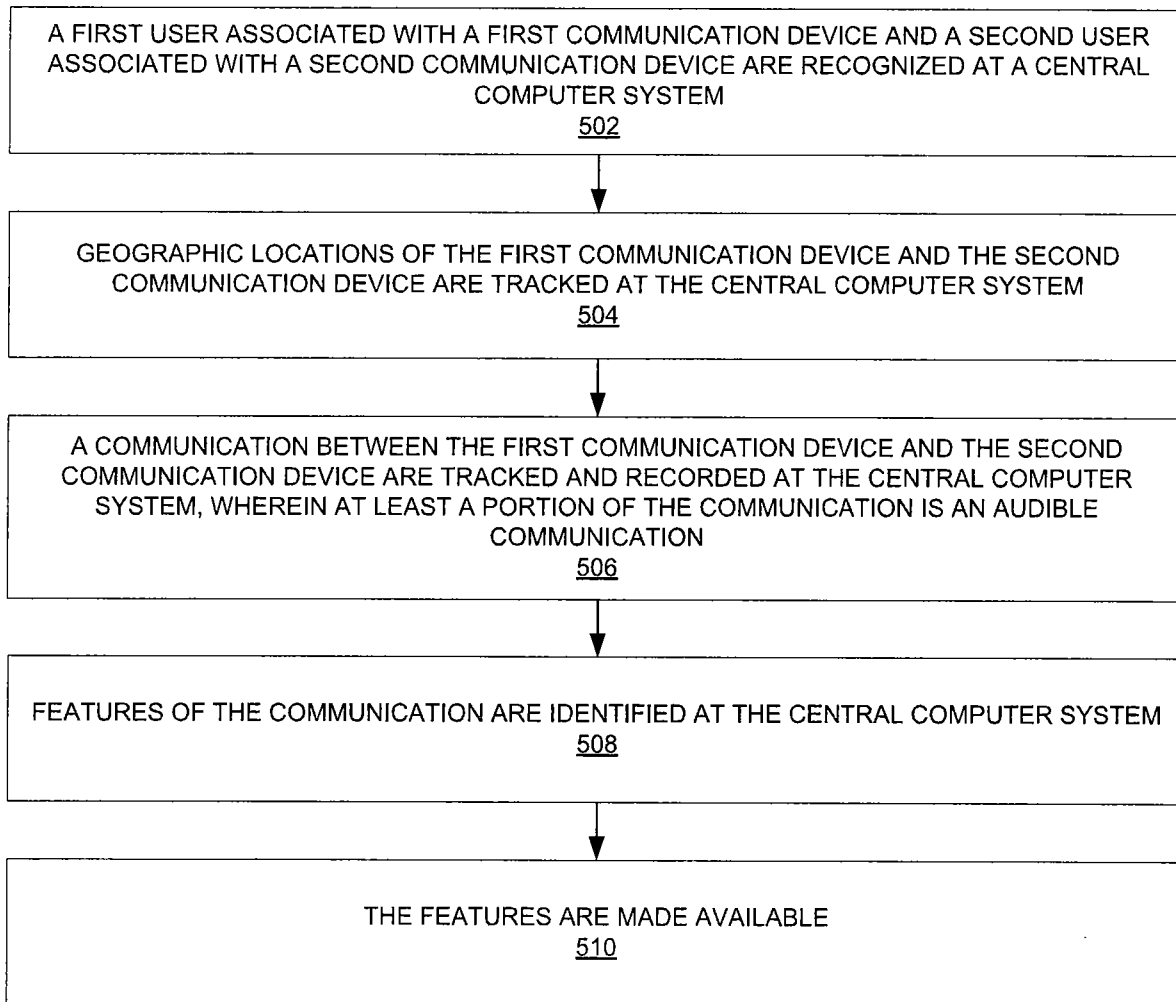 A FIRST USER ASSOCIATED WITH A FIRST COMMUNICATION DEVICE AND A SECOND USER
ASSOCIATED WITH A SECOND COMMUNICATION DEVICE ARE RECOGNIZED AT A CENTRAL
COMPUTER SYSTEM
502
GEOGRAPHIC LOCATIONS OF THE FIRST COMMUNICATION DEVICE AND THE SECOND
COMMUNICATION DEVICE ARE TRACKED AT THE CENTRAL COMPUTER SYSTEM
504
A COMMUNICATION BETWEEN THE FIRST COMMUNICATION DEVICE AND THE SECOND
COMMUNICATION DEVICE ARE TRACKED AND RECORDED AT THE CENTRAL COMPUTER
SYSTEM, WHEREIN AT LEAST A PORTION OF THE COMMUNICATION IS AN AUDIBLE
COMMUNICATION
506
FEATURES OF THE COMMUNICATION ARE IDENTIFIED AT THE CENTRAL COMPUTER SYSTEM
508
THE FEATURES ARE MADE AVAILABLE
510